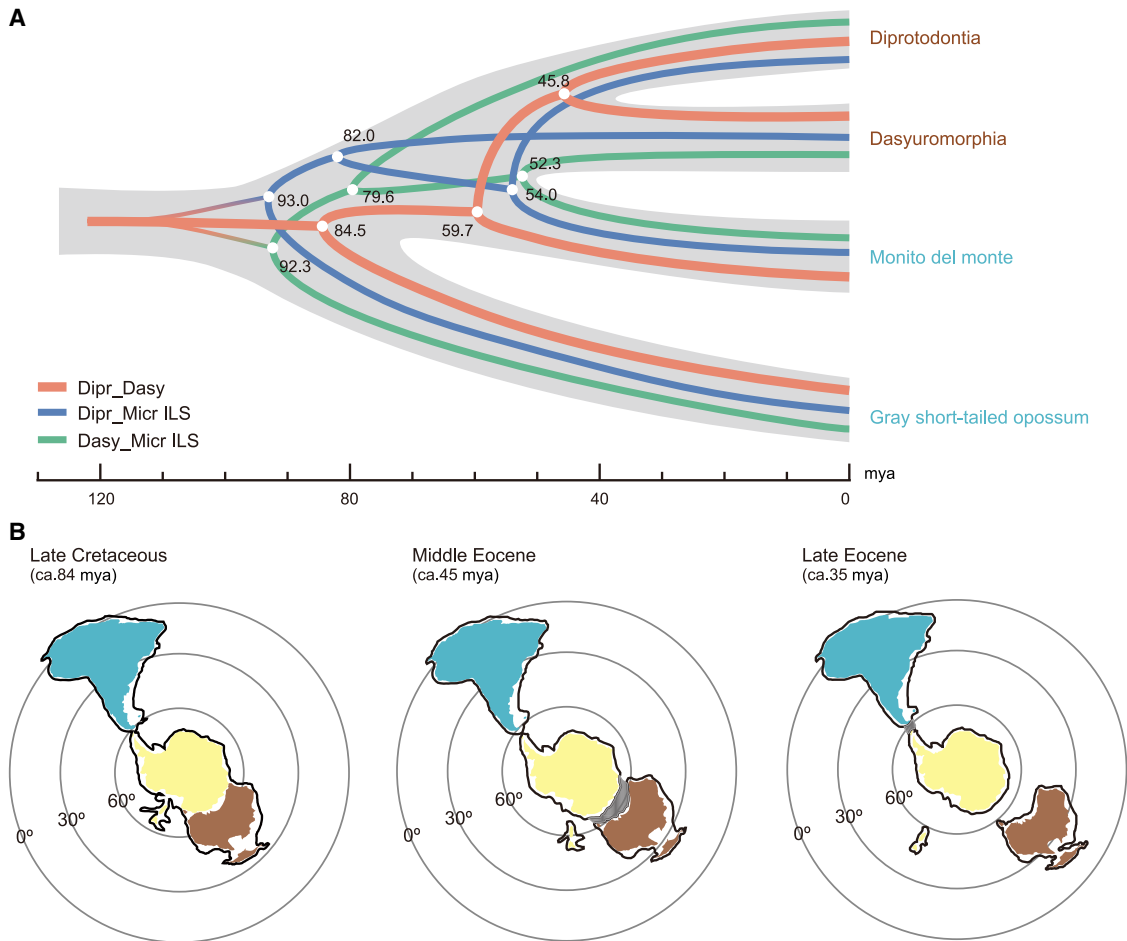 A
Diprotodontia
45.8
Dasyuromorphia
82.0
52.3
93.0
79.6
54.0
84.5
59.7
92.3
Monito del monte
Dipr_Dasy
Dipr_Micr ILS
Dasy_Micr ILS
Gray short-tailed opossum
mya
120
80
40
0
B
Late Cretaceous
(ca.84 mya)
Middle Eocene
(ca.45 mya)
Late Eocene
(ca.35 mya)
60º
30º
0º
60º
30º
0º
60º
30º
0º